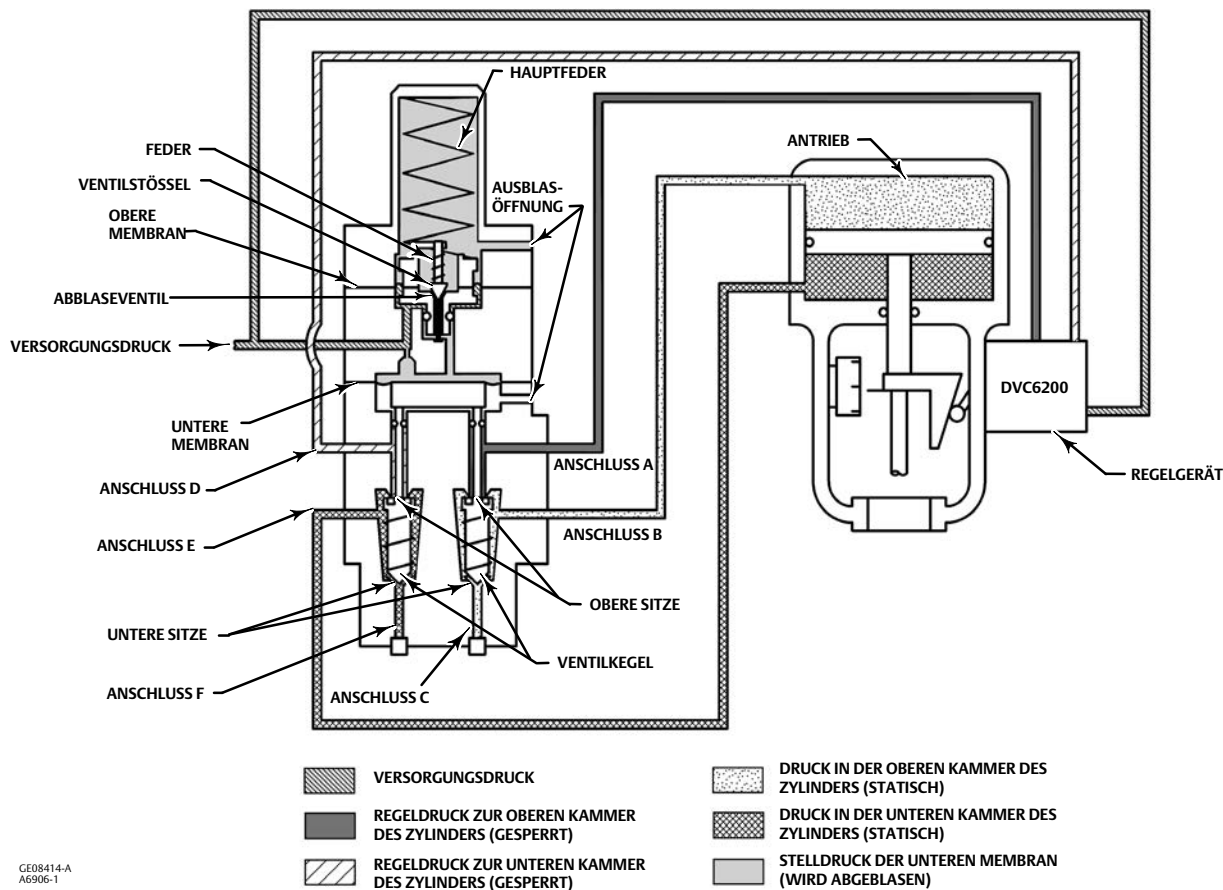 HAUPTFEDER
FEDER
VENTILSTÖSSEL
OBERE
MEMBRAN
ABBLASEVENTIL
VERSORGUNGSDRUCK
AUSBLAS-
ÖFFNUNG
ANTRIEB
DVC6200
REGELGERÄT
UNTERE
MEMBRAN
ANSCHLUSS D
ANSCHLUSS A
ANSCHLUSS E
ANSCHLUSS B
OBERE SITZE
UNTERE SITZE
VENTILKEGEL
ANSCHLUSS F
ANSCHLUSS C
VERSORGUNGSDRUCK
REGELDRUCK ZUR OBEREN KAMMER
DES ZYLINDERS (GESPERRT)
REGELDRUCK ZUR UNTEREN KAMMER
DES ZYLINDERS (GESPERRT)
DRUCK IN DER OBEREN KAMMER DES
ZYLINDERS (STATISCH)
DRUCK IN DER UNTEREN KAMMER DES
ZYLINDERS (STATISCH)
STELLDRUCK DER UNTEREN MEMBRAN
(WIRD ABGEBLASEN)
GE08414-A
A6906-1